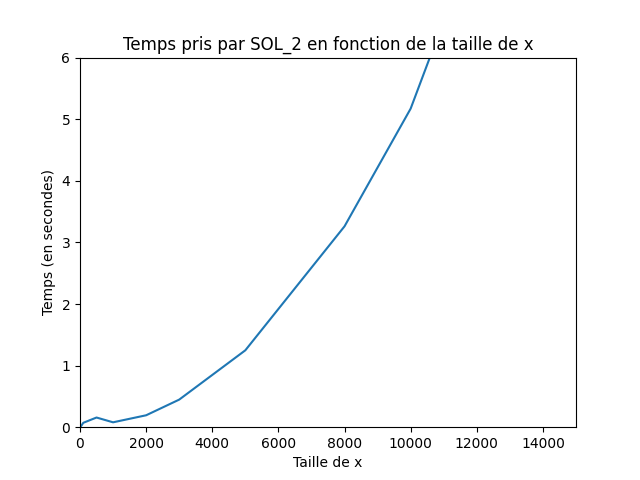 Temps pris par SOL_2 en fonction de la taille de x
6
5
4
3
2
1
0
Temps (en secondes)
0 2000 4000 6000 8000 10000 12000 14000
Taille de x